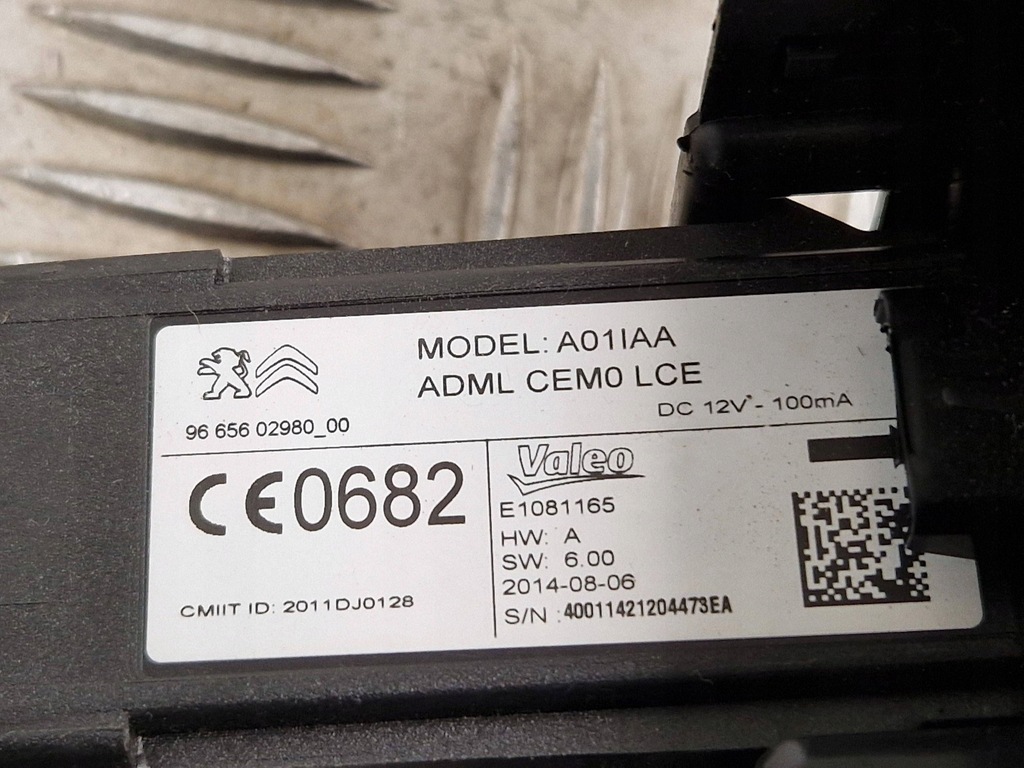 MODEL: A01IAA
ADML CEM0 LCE
DC 12V - 100mA
96 656 02980_00
CE0682
CMIIT ID: 2011DJ0128
Valeo
E1081165
HW: A
SW: 6.00
2014-08-06
S/N : 40011421204473EA